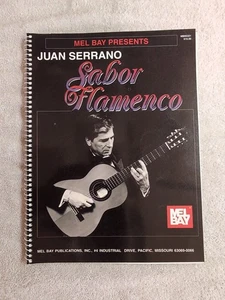 MEL BAY PRESENTS
JUAN SERRANO
Sabor
Flamenco
MEL
BAY
MEL BAY PUBLICATIONS, INC., #4 INDUSTRIAL DRIVE, PACIFIC, MISSOURI 63069-0066